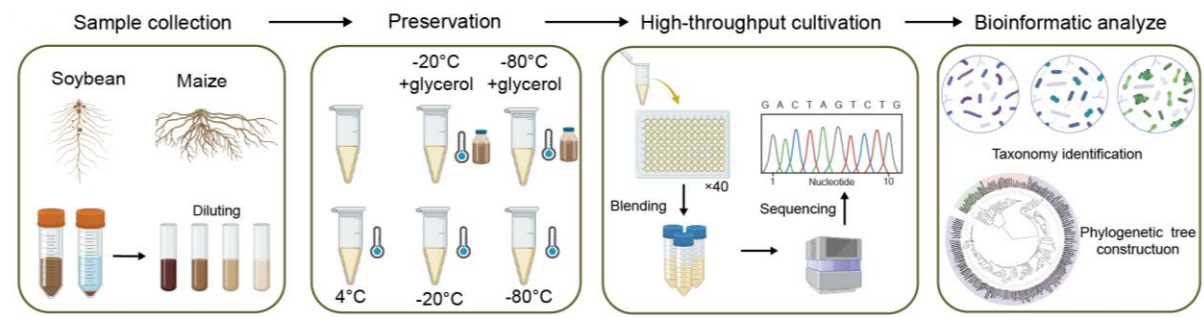 Sample collection
Preservation
High-throughput cultivation
Bioinformatic analyze
Soybean
Maize
Diluting
-20°C
+glycerol
-80°C
+glycerol
4°C
-20°C
-80°C
×40
Blending
Sequencing
G A C T A G T C T G
1
Nucleotide
10
Taxonomy identification
Phylogenetic tree
constructuon